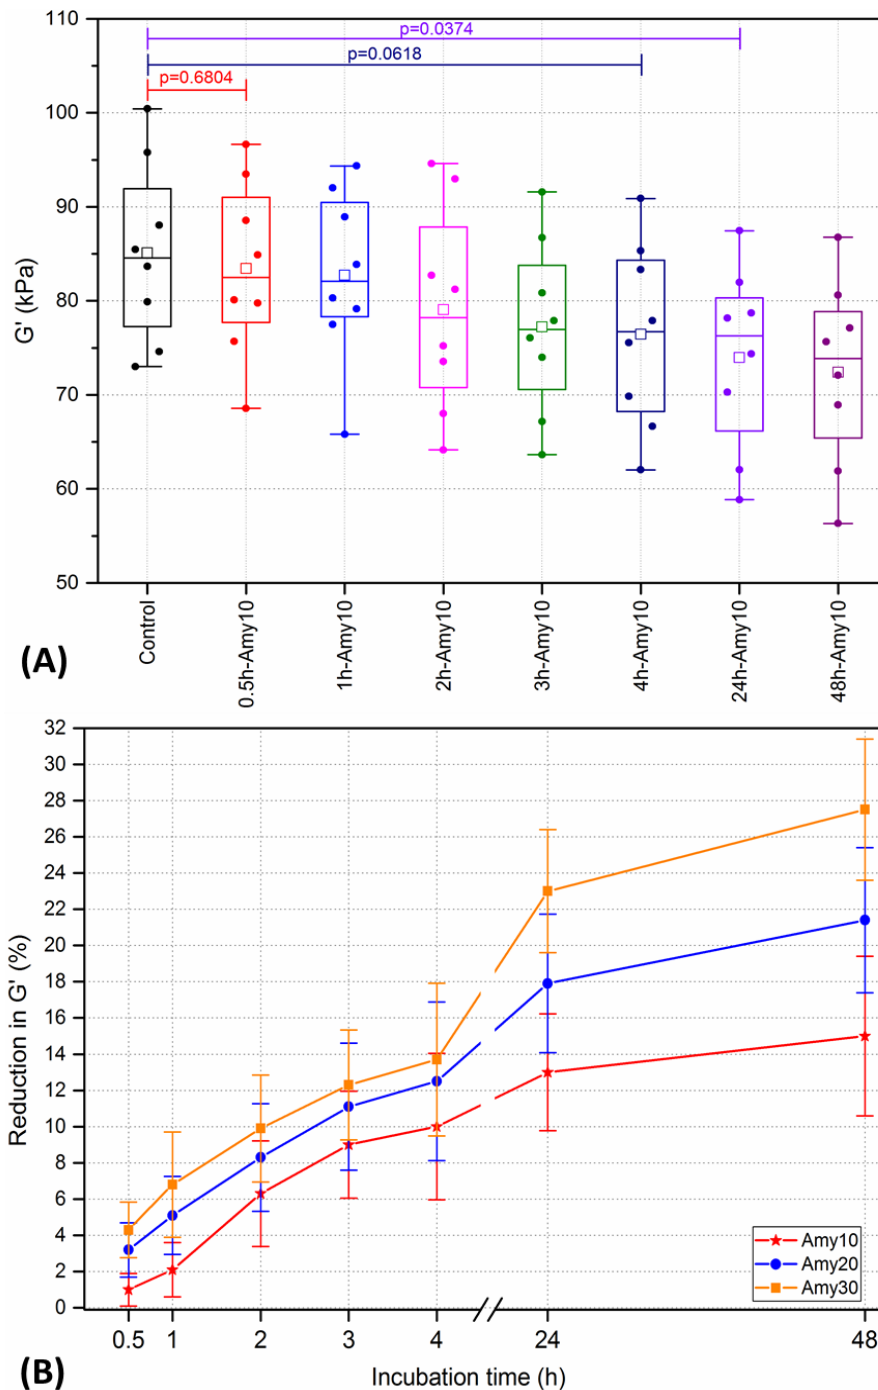 110
100
90
80
70
60
50
G' (kPa)
p=0.0374
p=0.0618
p=0.6804
Control
0.5h-Amy10
1h-Amy10
2h-Amy10
3h-Amy10
4h-Amy10
24h-Amy10
48h-Amy10
(A)
32
30
28
26
24
22
20
18
16
14
12
10
8
6
4
2
0
Reduction in G' (%)
Amy10
Amy20
Amy30
0.5 1 2 3 4 24 48
Incubation time (h)
(B)